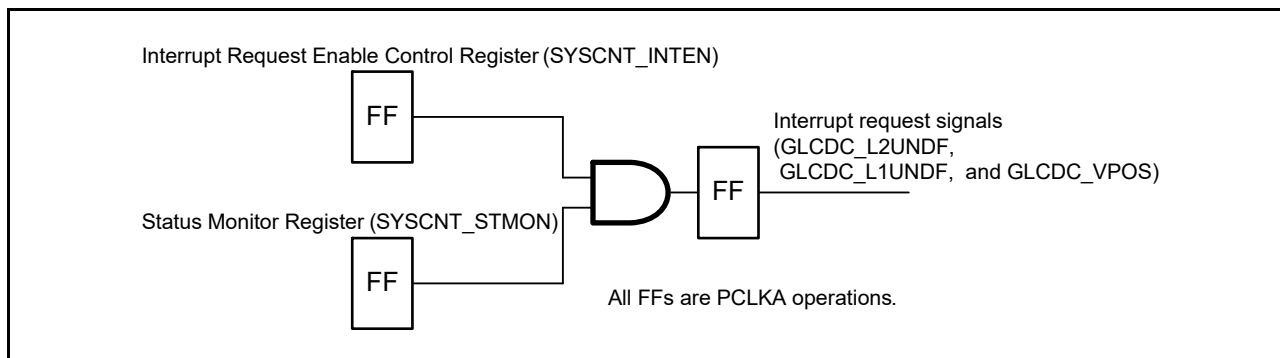 Interrupt Request Enable Control Register (SYSCNT_INTEN)
FF
Interrupt request signals
(GLCDC_L2UNDF,
GLCDC_L1UNDF, and GLCDC_VPOS)
FF
Status Monitor Register (SYSCNT_STMON)
FF
All FFs are PCLKA operations.